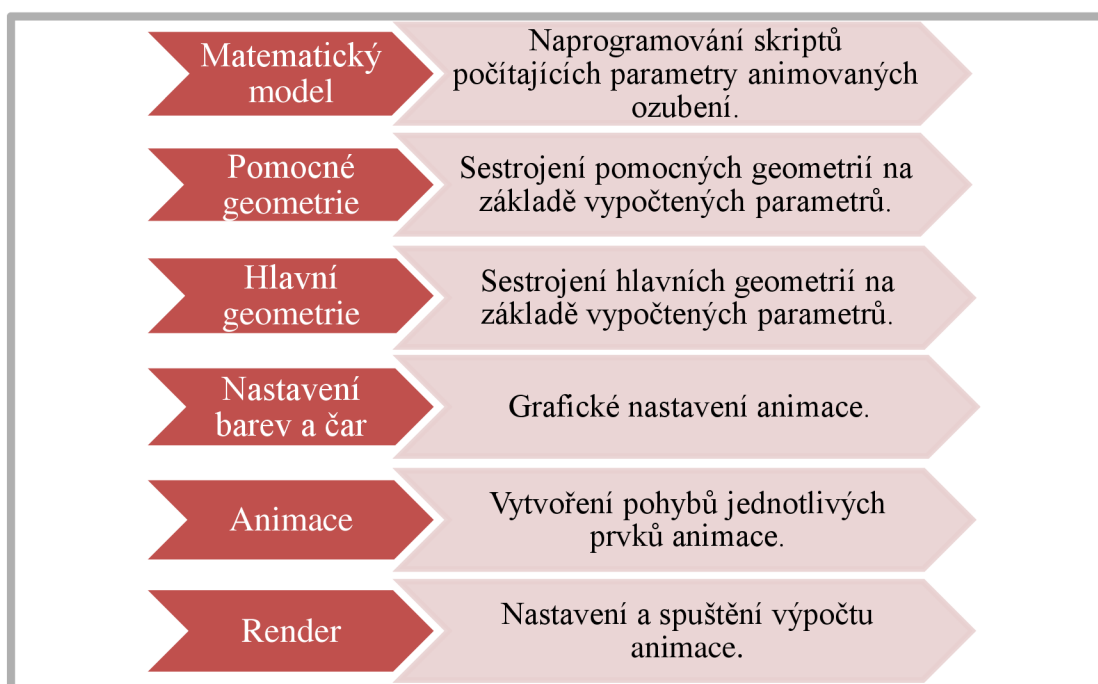 Matematický
model
Naprogramování skriptů
počítajících parametry animovaných
ozubení.
Pomocné
geometrie
Sestrojení pomocných geometrií na
základě vypočtených parametrů.
Hlavní
geometrie
Sestrojení hlavních geometrií na
základě vypočtených parametrů.
Nastavení
barev a čar
Grafické nastavení animace.
Animace
Vytvoření pohybů jednotlivých
prvků animace.
Render
Nastavení a spuštění výpočtu
animace.